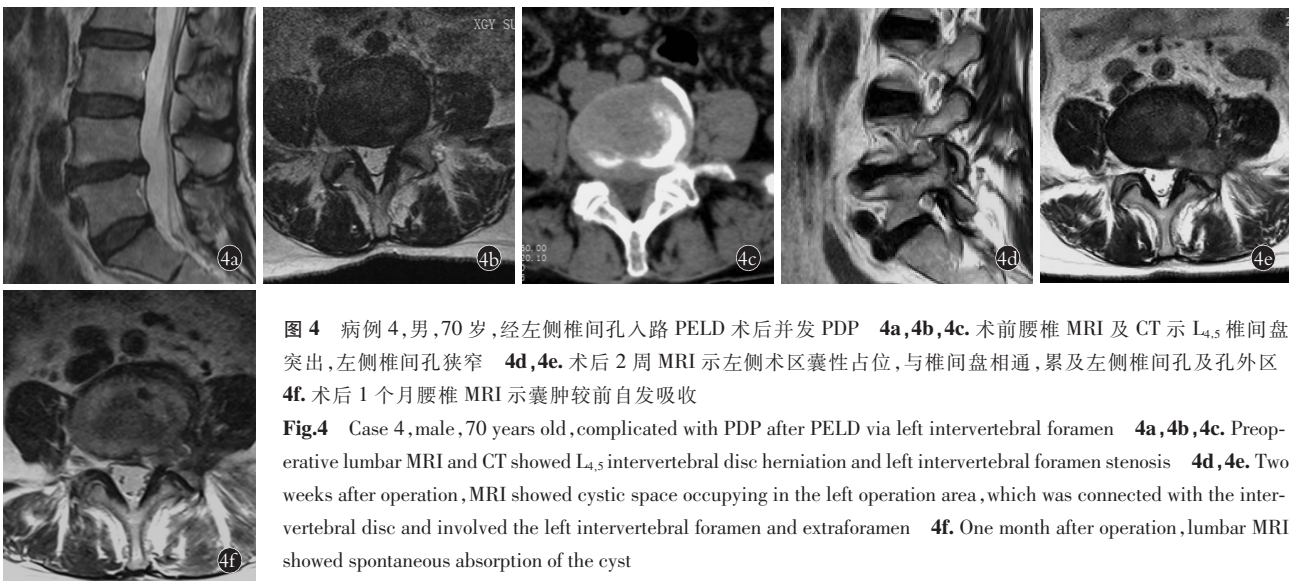 XGY SU
4a
4b
60.00
20.10
4c
4d
4e
4f
图 4 病例 4,男,70 岁,经左侧椎间孔入路 PELD 术后并发 PDP 4a,4b,4c. 术前腰椎 MRI 及 CT 示 L4,5 椎间盘
突出,左侧椎间孔狭窄 4d,4e. 术后 2 周 MRI 示左侧术区囊性占位,与椎间盘相通,累及左侧椎间孔及孔外区
4f. 术后 1 个月腰椎 MRI 示囊肿较前自发吸收
Fig.4 Case 4,male,70 years old,complicated with PDP after PELD via left intervertebral foramen 4a,4b,4c. Preop-
erative lumbar MRI and CT showed L4,5 intervertebral disc herniation and left intervertebral foramen stenosis 4d,4e. Two
weeks after operation,MRI showed cystic space occupying in the left operation area,which was connected with the inter-
vertebral disc and involved the left intervertebral foramen and extraforamen 4f. One month after operation,lumbar MRI
showed spontaneous absorption of the cyst